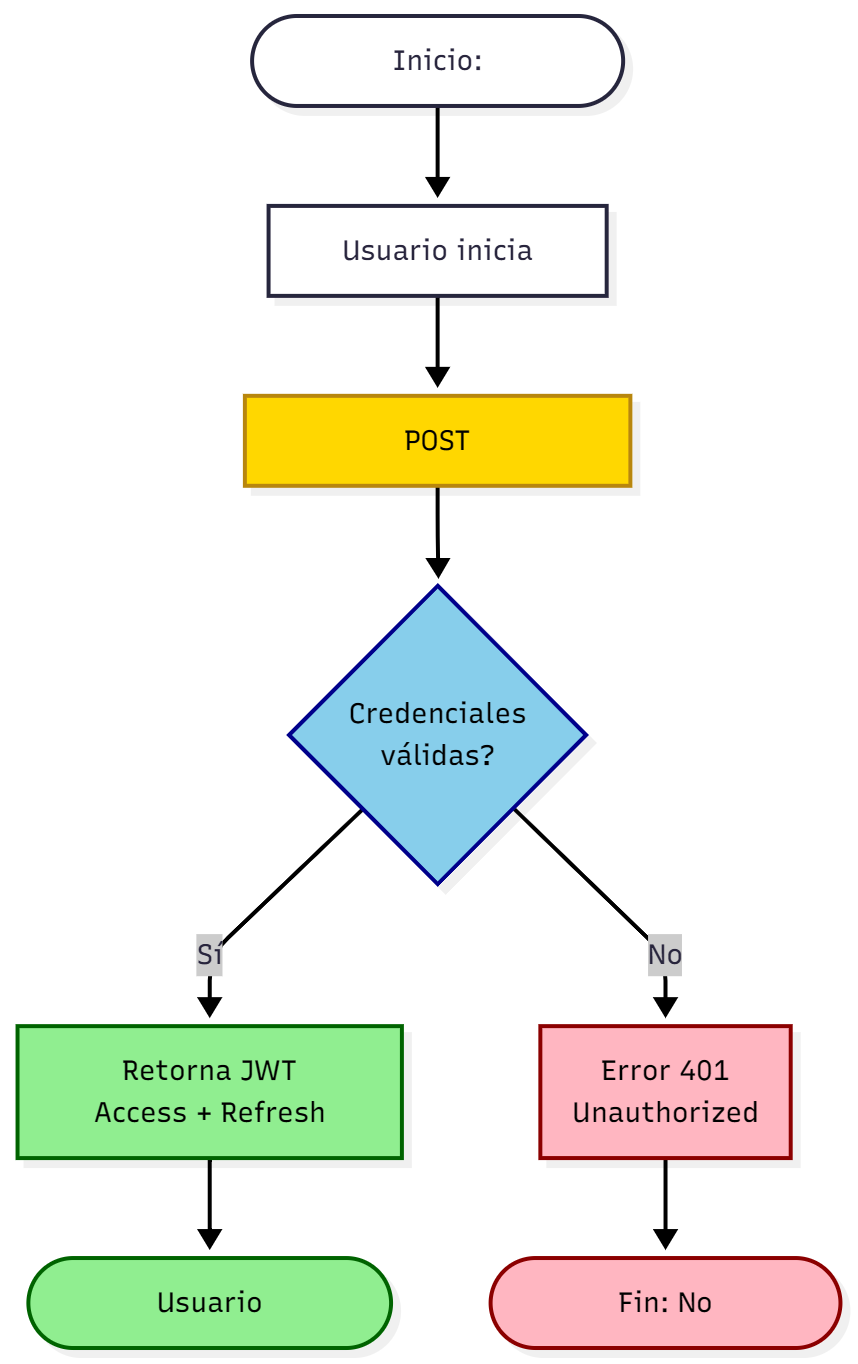 Inicio:
Usuario inicia
POST
Credenciales
válidas?
Sí
No
Retorna JWT
Access + Refresh
Error 401
Unauthorized
Usuario
Fin: No